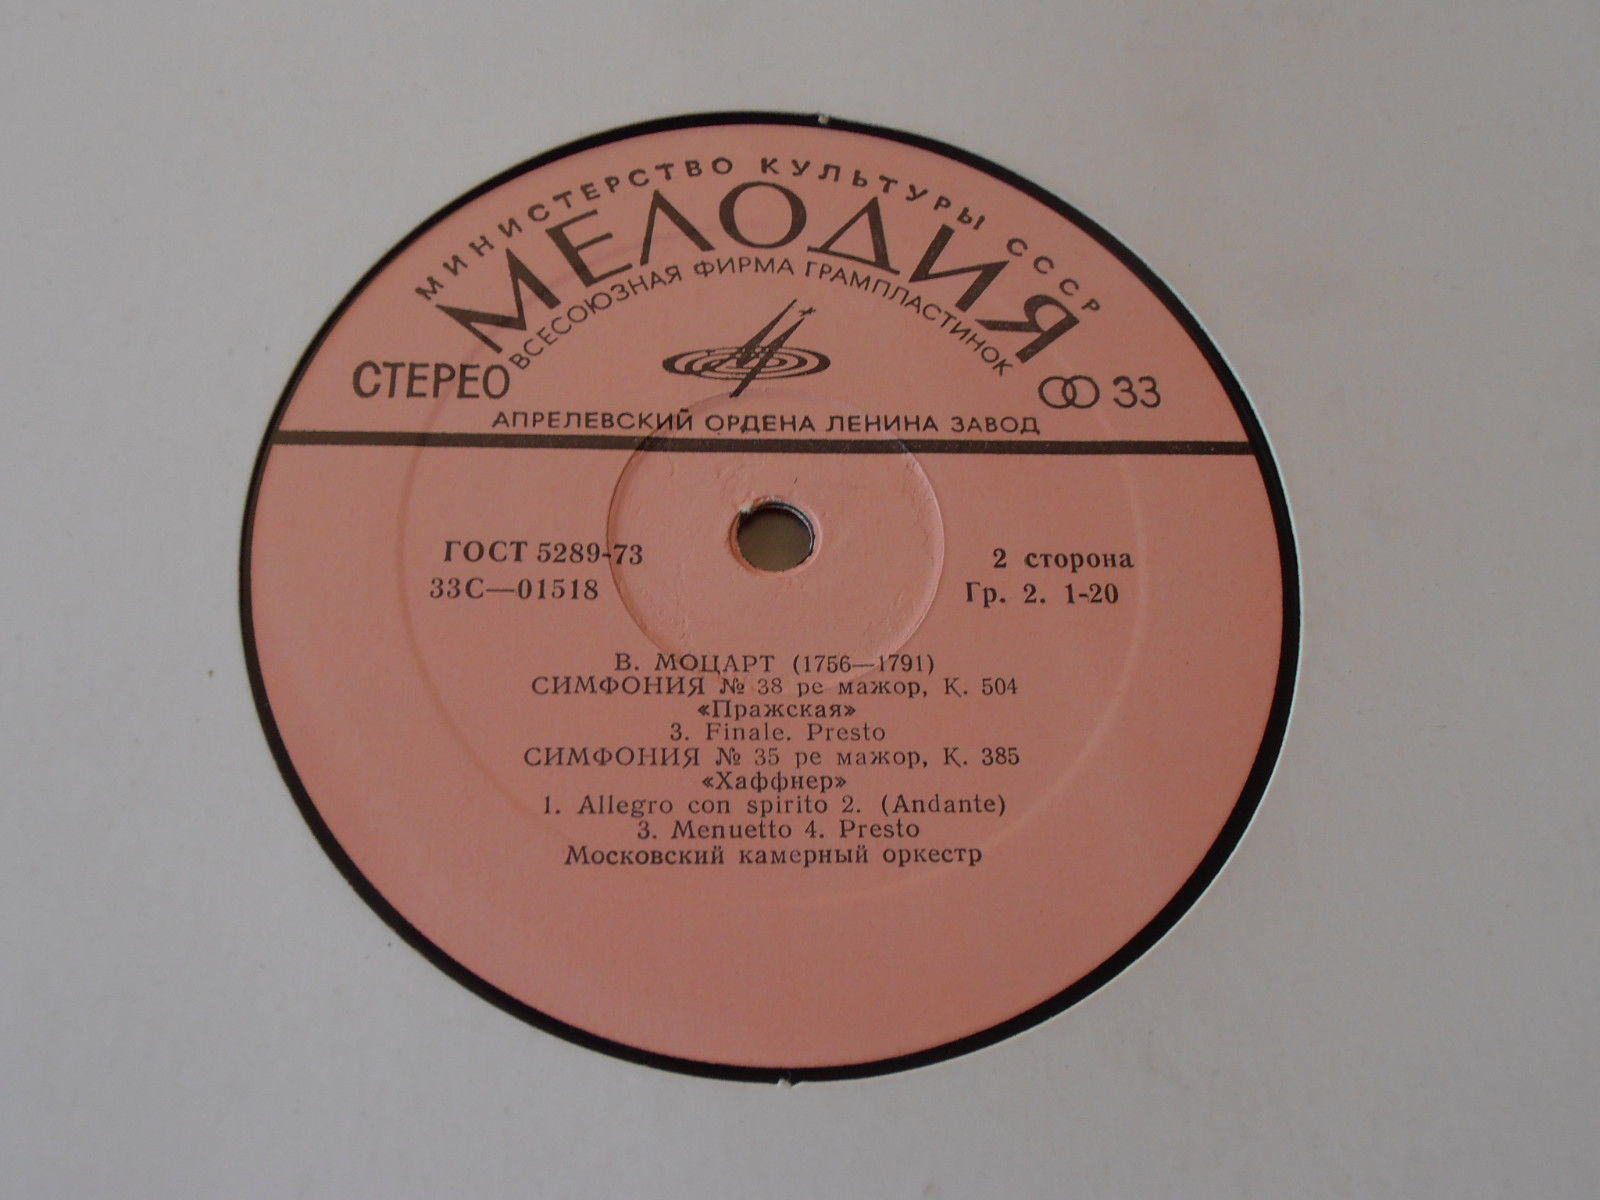 МИНИСТЕРСТВО КУЛЬТУРЫ СССР
МЕЛОДИЯ
ВСЕСОЮЗНАЯ ФИРМА ГРАМПЛАСТИНОК
СТЕРЕО
33
АПРЕЛЕВСКИЙ ОРДЕНА ЛЕНИНА ЗАВОД
ГОСТ 5289-73
33С—01518
2 сторона
Гр. 2. 1-20
В. МОЦАРТ (1756—1791)
СИМФОНИЯ № 38 ре мажор, К. 504
«Пражская»
3. Finale. Presto
СИМФОНИЯ № 35 ре мажор, К. 385
«Хаффнер»
1. Allegro con spirito 2. (Andante)
3. Menuetto 4. Presto
Московский камерный оркестр